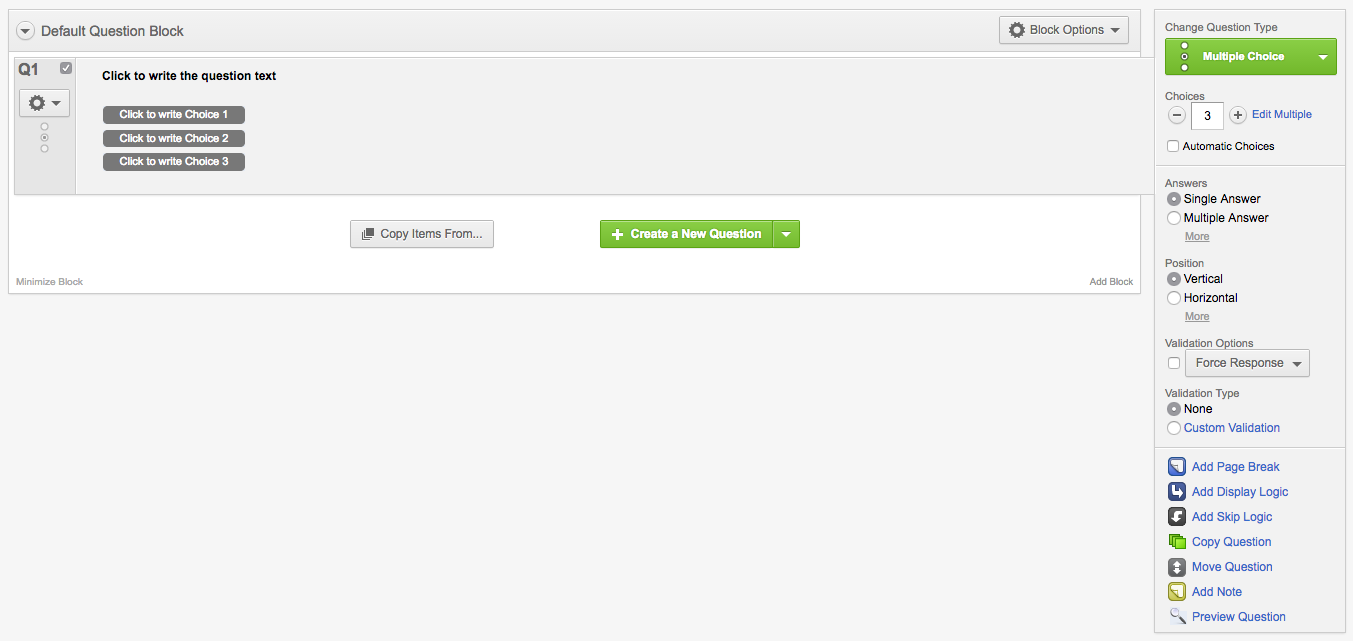 Default Question Block
Block Options
Q1
Click to write the question text
Click to write Choice 1
Click to write Choice 2
Click to write Choice 3
Copy Items From...
Create a New Question
Minimize Block
Add Block
Change Question Type
Multiple Choice
Choices
3
Edit Multiple
Automatic Choices
Answers
Single Answer
Multiple Answer
More
Position
Vertical
Horizontal
More
Validation Options
Force Response
Validation Type
None
Custom Validation
Add Page Break
Add Display Logic
Add Skip Logic
Copy Question
Move Question
Add Note
Preview Question